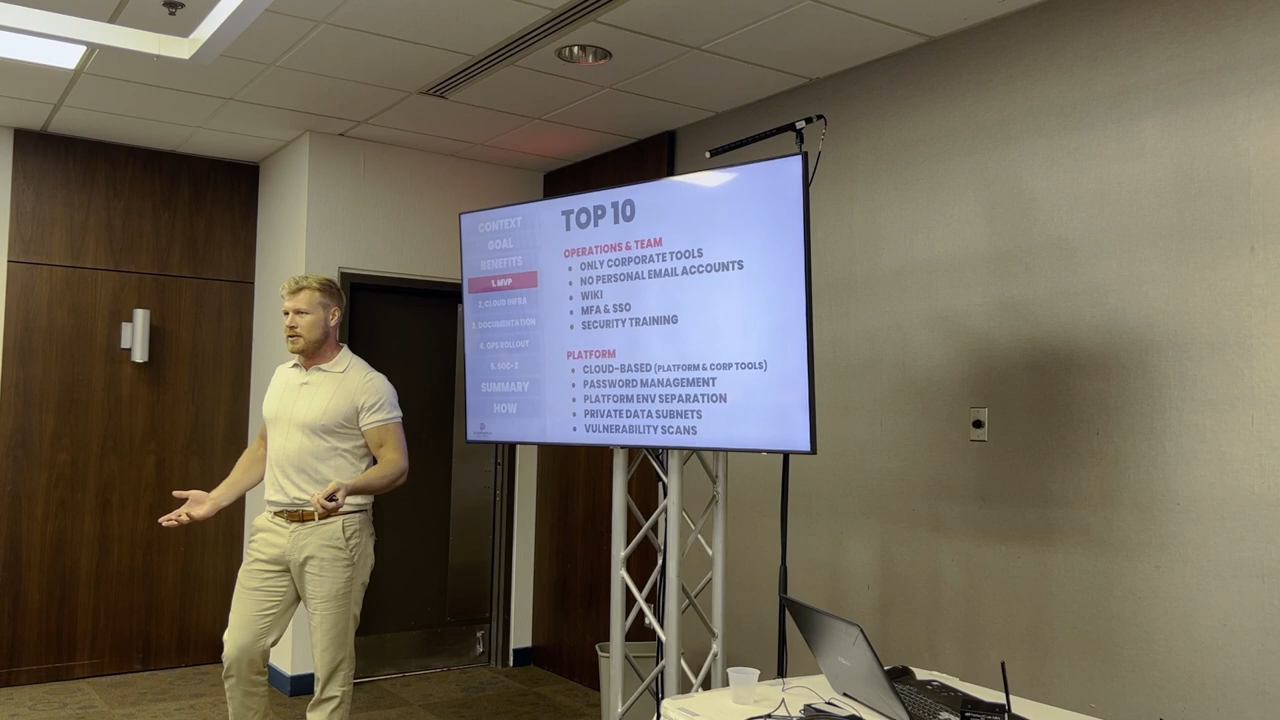 CONTEXT
GOAL
BENEFITS
1. MVP
2. CLOUD INFRA
3. DOCUMENTATION
4. OPS ROLLOUT
5. SOC-2
SUMMARY
HOW
TOP 10
OPERATIONS & TEAM
• ONLY CORPORATE TOOLS
• NO PERSONAL EMAIL ACCOUNTS
• WIKI
• MFA & SSO
• SECURITY TRAINING
PLATFORM
• CLOUD-BASED (PLATFORM & CORP TOOLS)
• PASSWORD MANAGEMENT
• PLATFORM ENV SEPARATION
• PRIVATE DATA SUBNETS
• VULNERABILITY SCANS